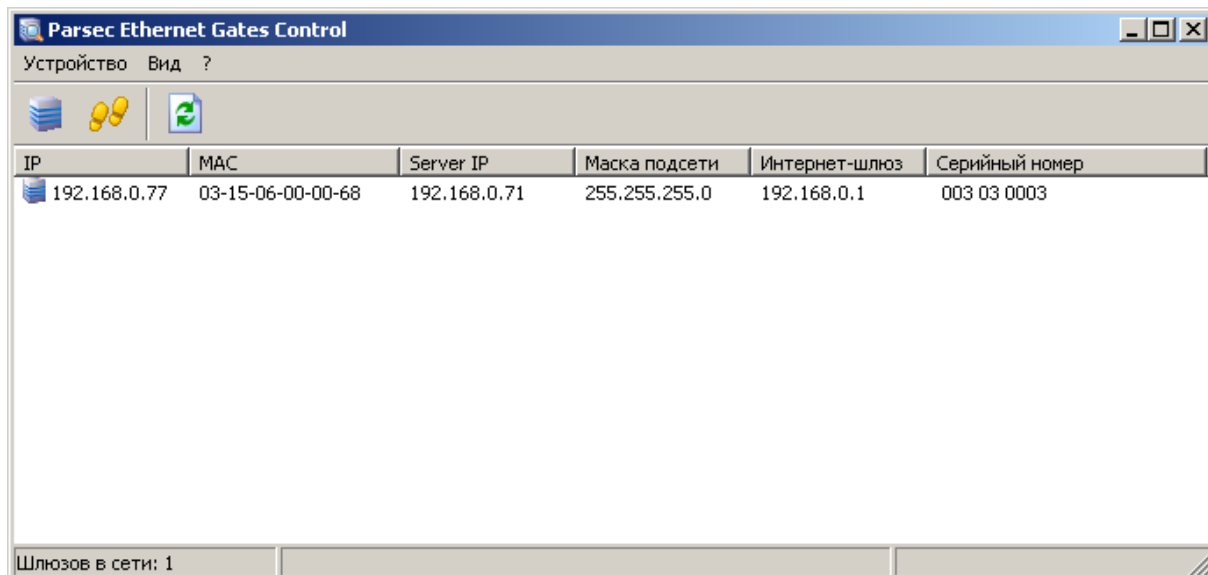 Parsec Ethernet Gates Control
Устройство Вид ?
IP MAC Server IP Маска подсети Интернет-шлюз Серийный номер
192.168.0.77 03-15-06-00-00-68 192.168.0.71 255.255.255.0 192.168.0.1 003 03 0003
Шлюзов в сети: 1